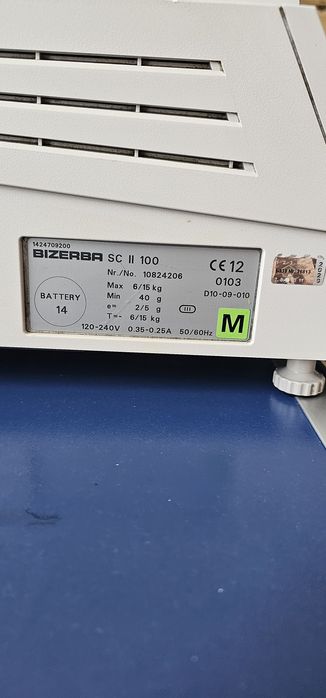 1424709200
BIZERBA SC II 100
Nr./No. 10824206
CE 12
0103
D10-09-010
Max 6/15 kg
Min 40 g
e= 2/5 g III
T=- 6/15 kg
120-240V 0.35-0.25A 50/60Hz
M
BATTERY
14